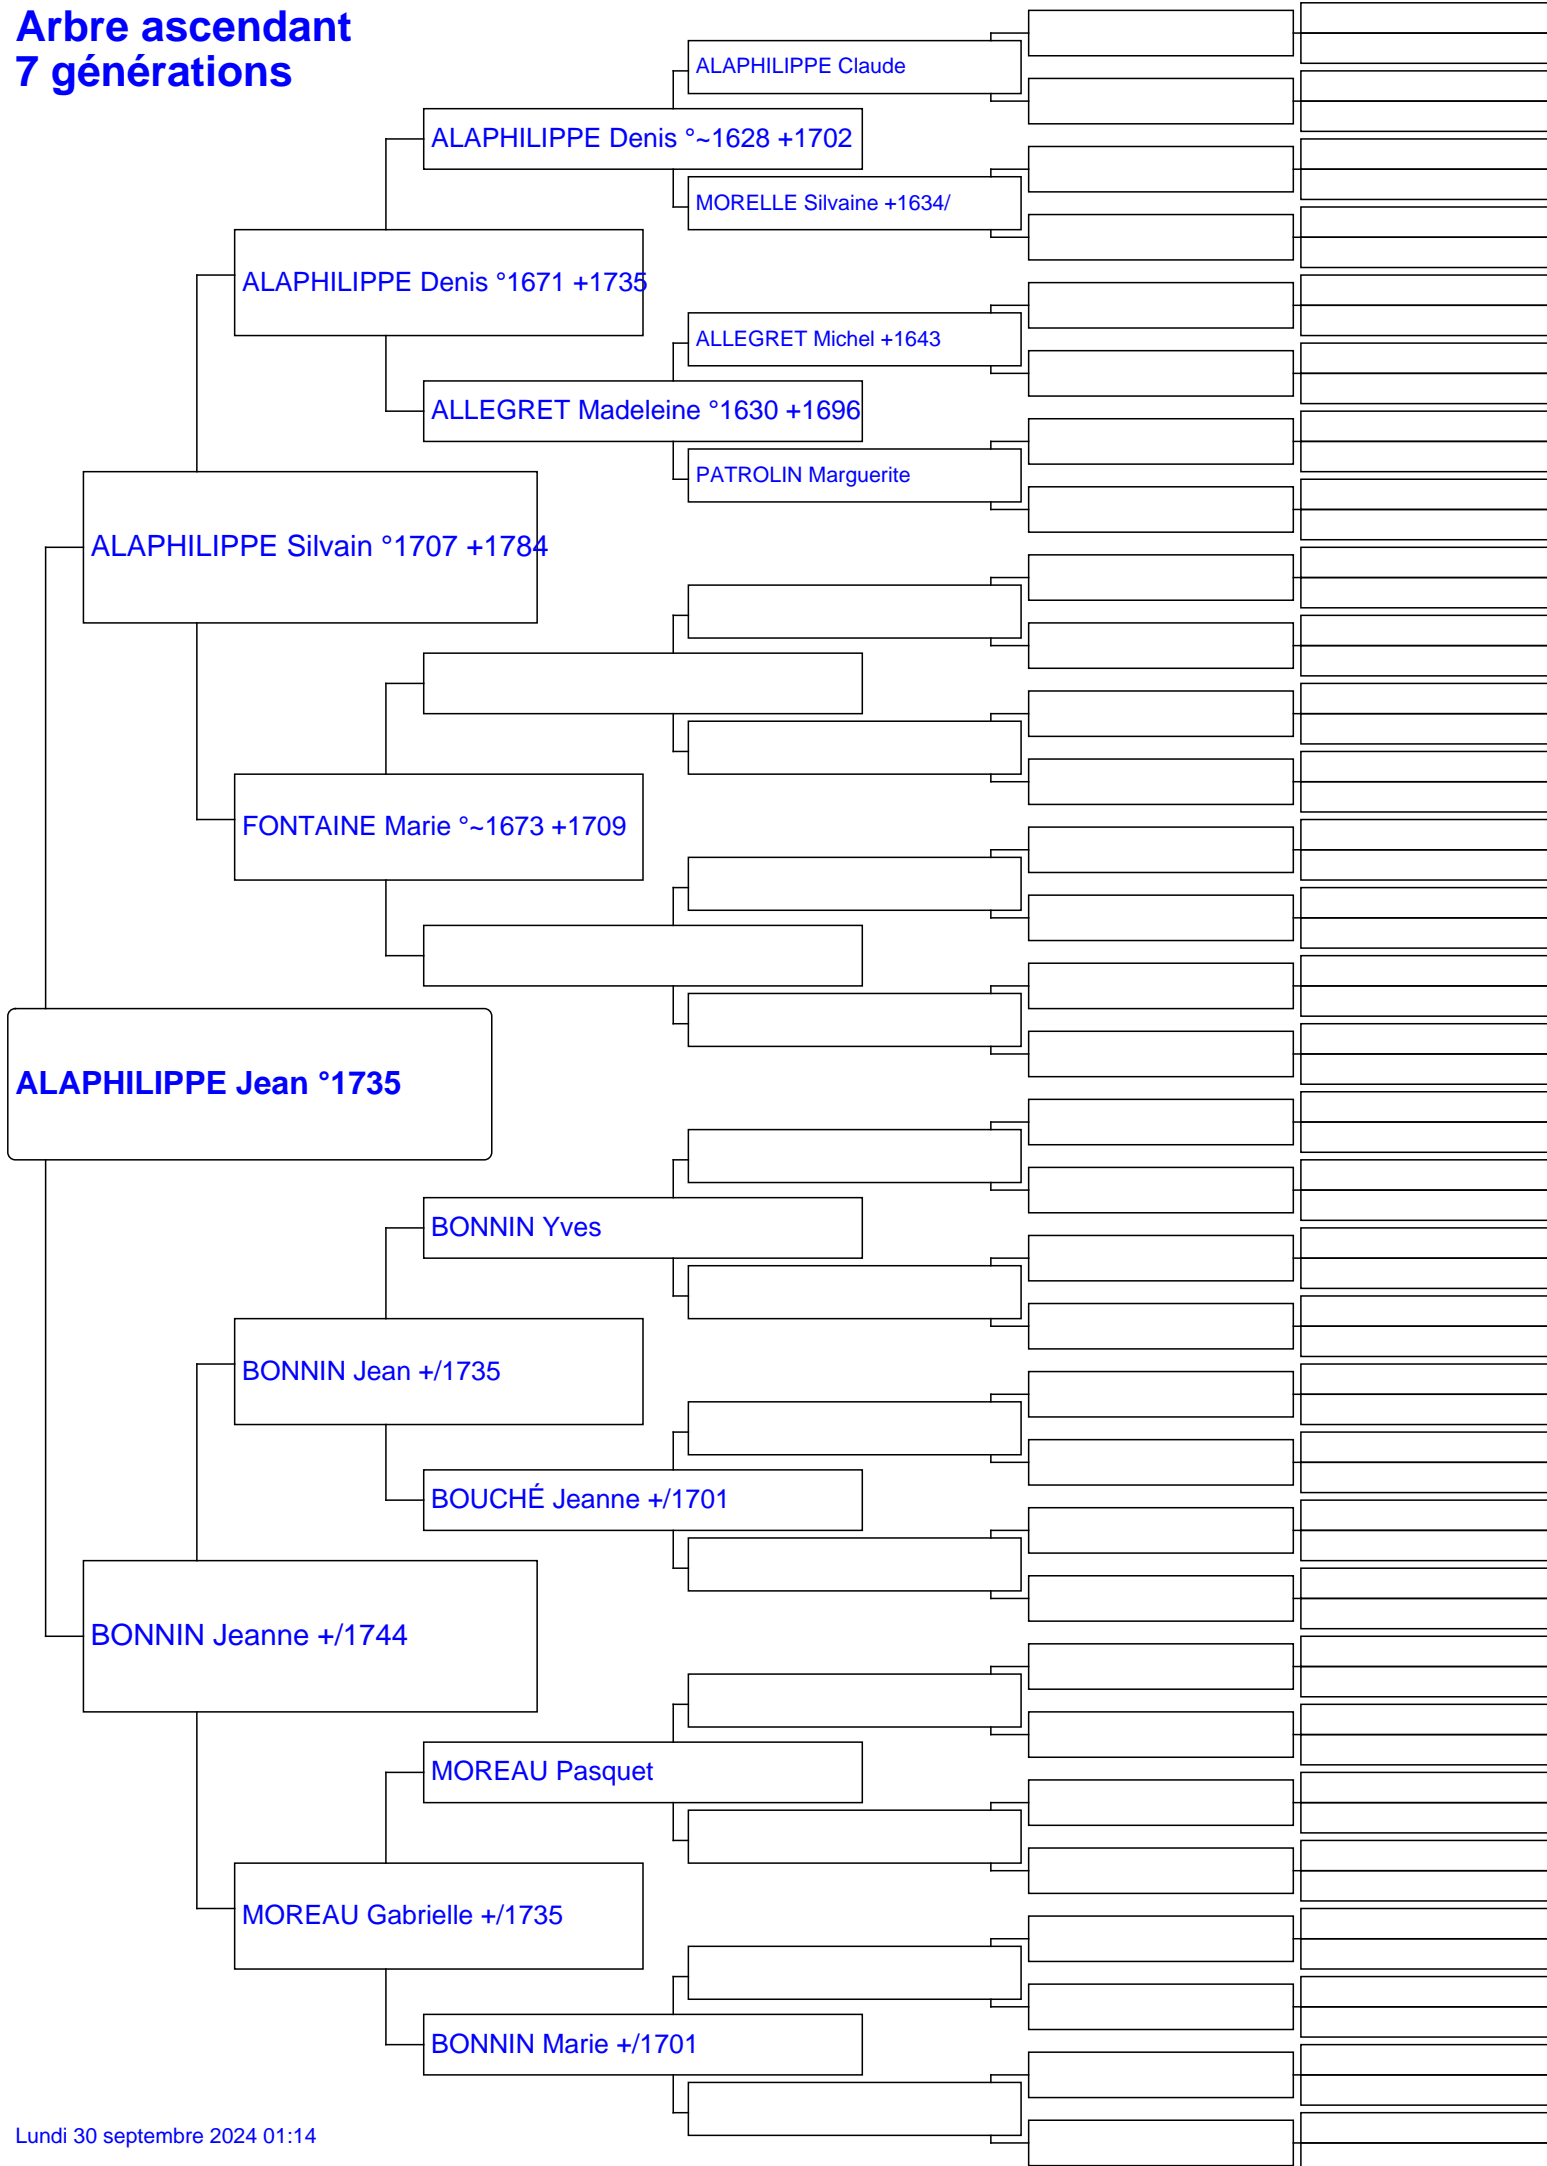 Arbre ascendant
7 générations
ALAPHILIPPE Claude
ALAPHILIPPE Denis °~1628 +1702
MORELLE Silvaine +1634/
ALAPHILIPPE Denis °1671 +1735
ALLEGRET Michel +1643
ALLEGRET Madeleine °1630 +1696
PATROLIN Marguerite
ALAPHILIPPE Silvain °1707 +1784
FONTAINE Marie °~1673 +1709
ALAPHILIPPE Jean °1735
BONNIN Yves
BONNIN Jean +/1735
BOUCHÉ Jeanne +/1701
BONNIN Jeanne +/1744
MOREAU Pasquet
MOREAU Gabrielle +/1735
BONNIN Marie +/1701
Lundi 30 septembre 2024 01:14